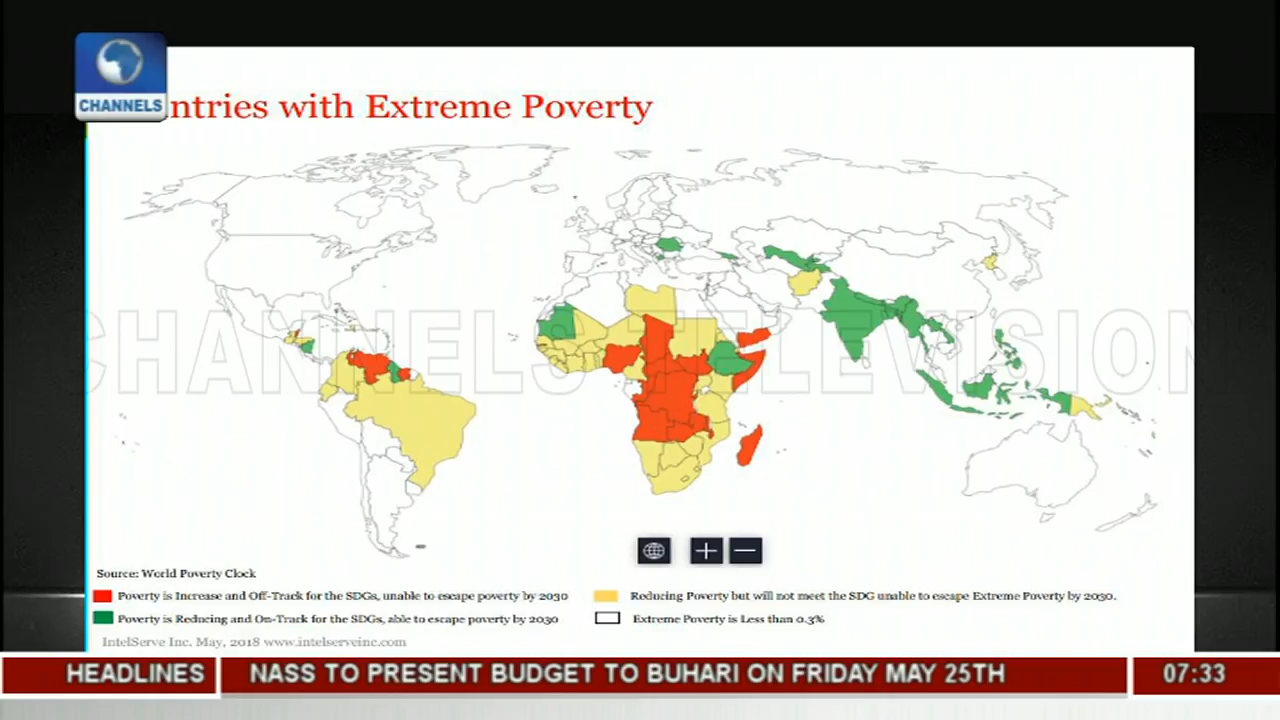 CHANNELS
ntries with Extreme Poverty
CHANNELS TELEVISION
Source: World Poverty Clock
Poverty is Increase and Off-Track for the SDGs, unable to escape poverty by 2030
Reducing Poverty but will not meet the SDG unable to escape Extreme Poverty by 2030.
Poverty is Reducing and On-Track for the SDGs, able to escape poverty by 2030
Extreme Poverty is Less than 0.3%
IntelServe Inc. May, 2018 www.intelserveinc.com
HEADLINES
NASS TO PRESENT BUDGET TO BUHARI ON FRIDAY MAY 25TH
07:33